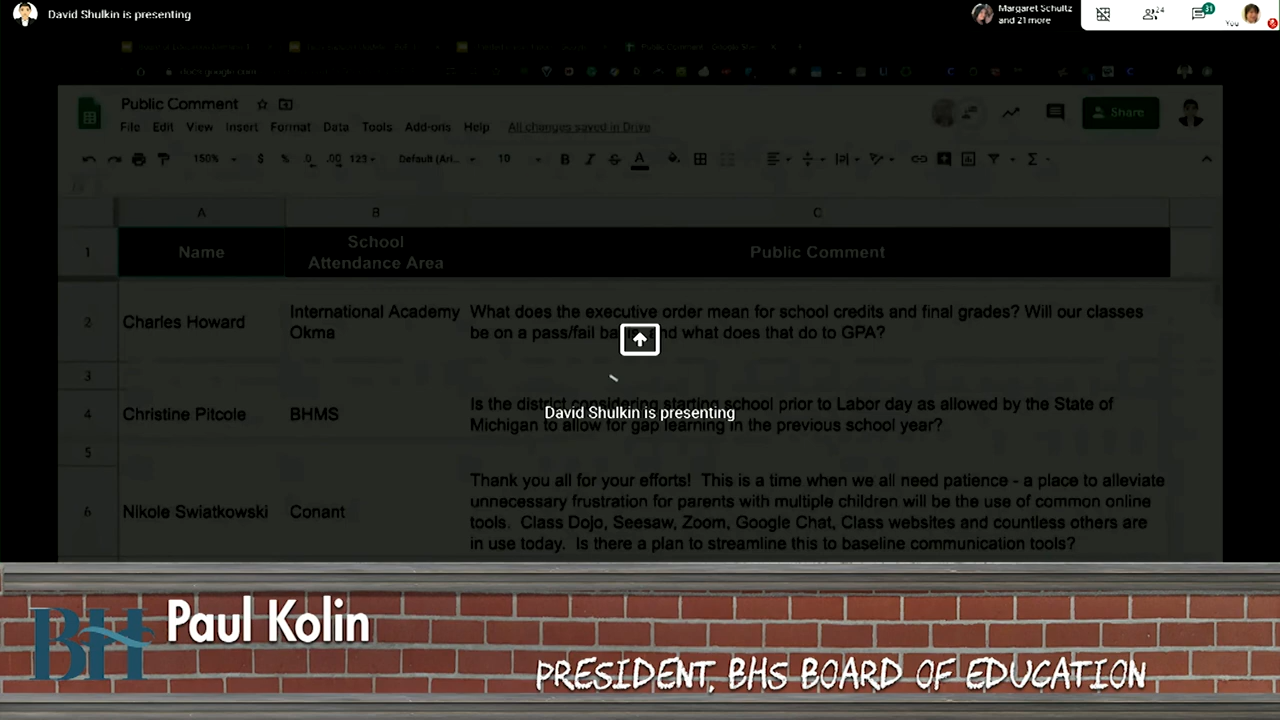 David Shulkin is presenting
Margaret Schultz
and 21 more
24
31
You
Public Comment
File Edit View Insert Format Data Tools Add-ons Help All changes saved in Drive
Share
150% $ % .0 .00 123 Default (Ari... 10 B I S A
A B C
1 Name School Attendance Area Public Comment
2 Charles Howard International Academy Okma What does the executive order mean for school credits and final grades? Will our classes
be on a pass/fail and what does that do to GPA?
3
4 Christine Pitcole BHMS Is the district considering starting school prior to Labor day as allowed by the State of
Michigan to allow for gap learning in the previous school year?
David Shulkin is presenting
5
6 Nikole Swiatkowski Conant Thank you all for your efforts! This is a time when we all need patience - a place to alleviate
unnecessary frustration for parents with multiple children will be the use of common online
tools. Class Dojo, Seesaw, Zoom, Google Chat, Class websites and countless others are
in use today. Is there a plan to streamline this to baseline communication tools?
BH
Paul Kolin
PRESIDENT, BHS BOARD OF EDUCATION